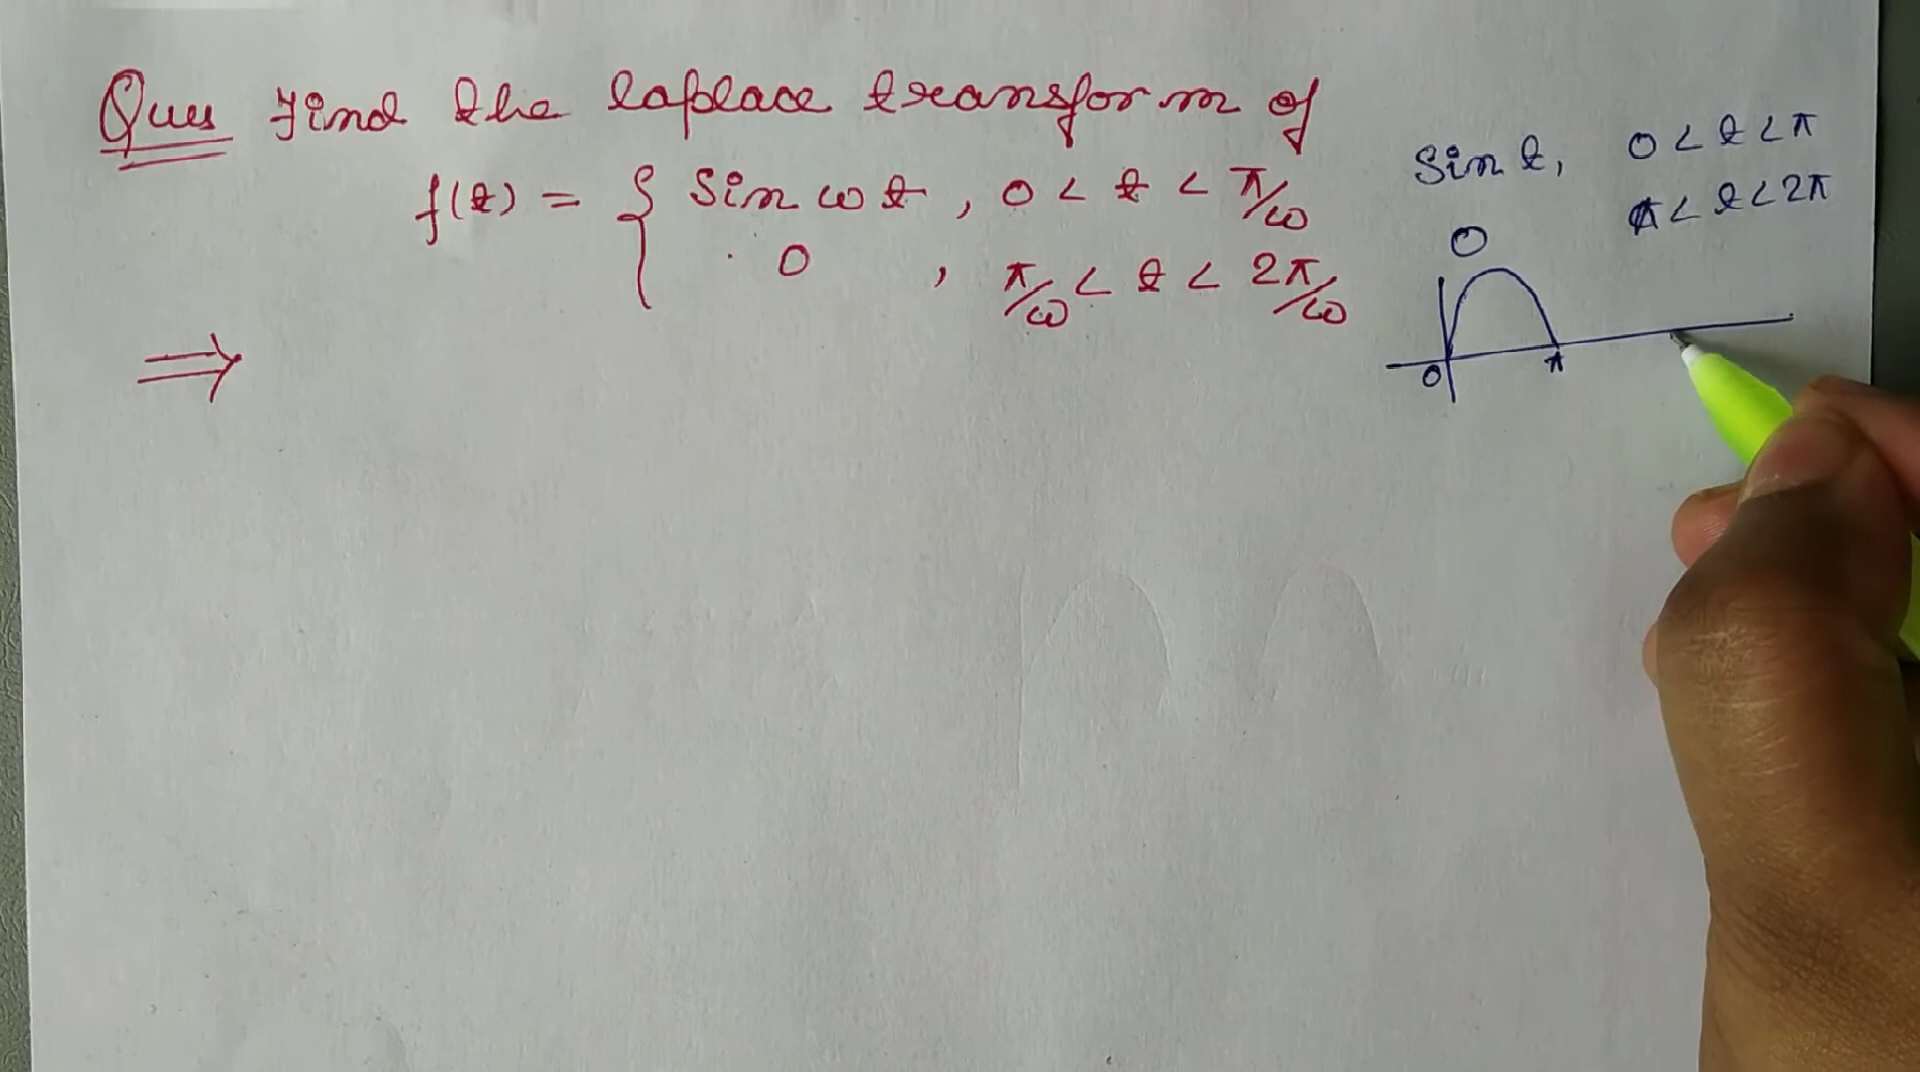 Ques Find the laplace transform of
f(t) = { sin ωt , 0 < t < π/ω
0 , π/ω < t < 2π/ω
⇒
Sin t, 0 < t < π
0 π < t < 2π
0 π